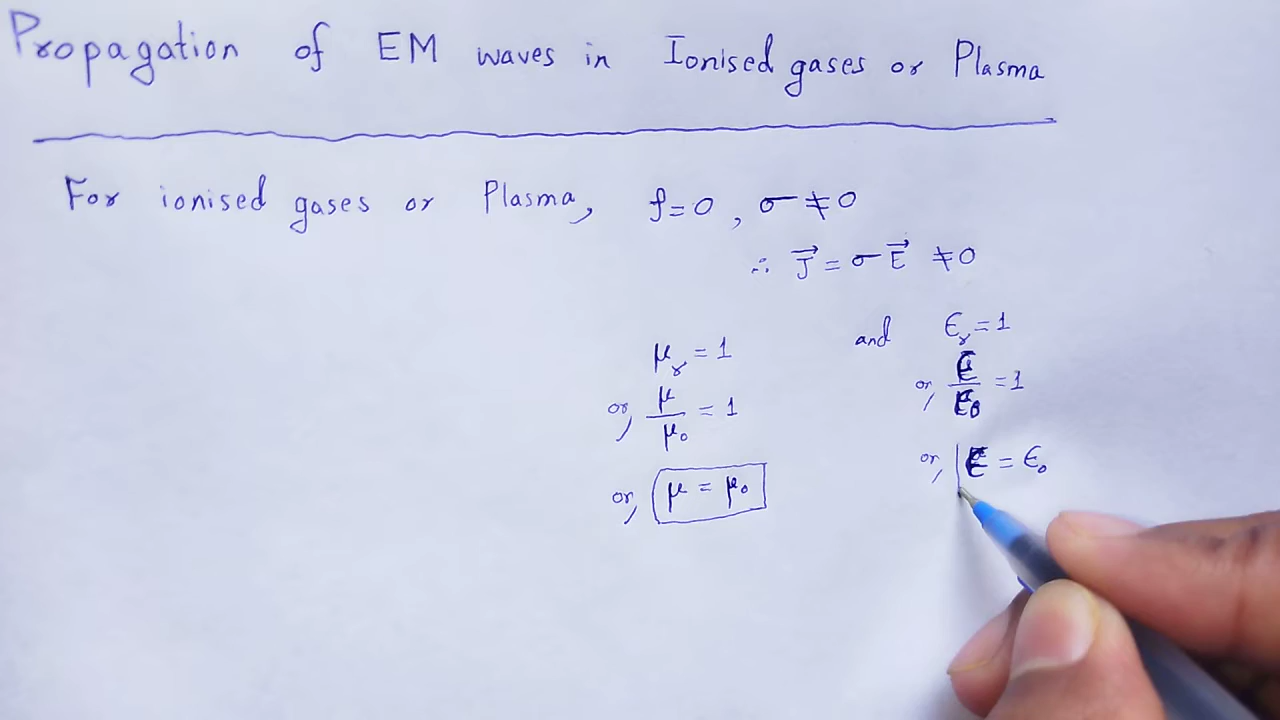 Propagation of EM waves in Ionised gases or Plasma
For ionised gases or Plasma, ρ=0, σ≠0
∴ J⃗ = σE⃗ ≠0
μᵣ = 1
or, μ/μ₀ = 1
or, μ = μ₀
and ϵᵣ = 1
or, ϵ/ϵ₀ = 1
or, ϵ = ϵ₀